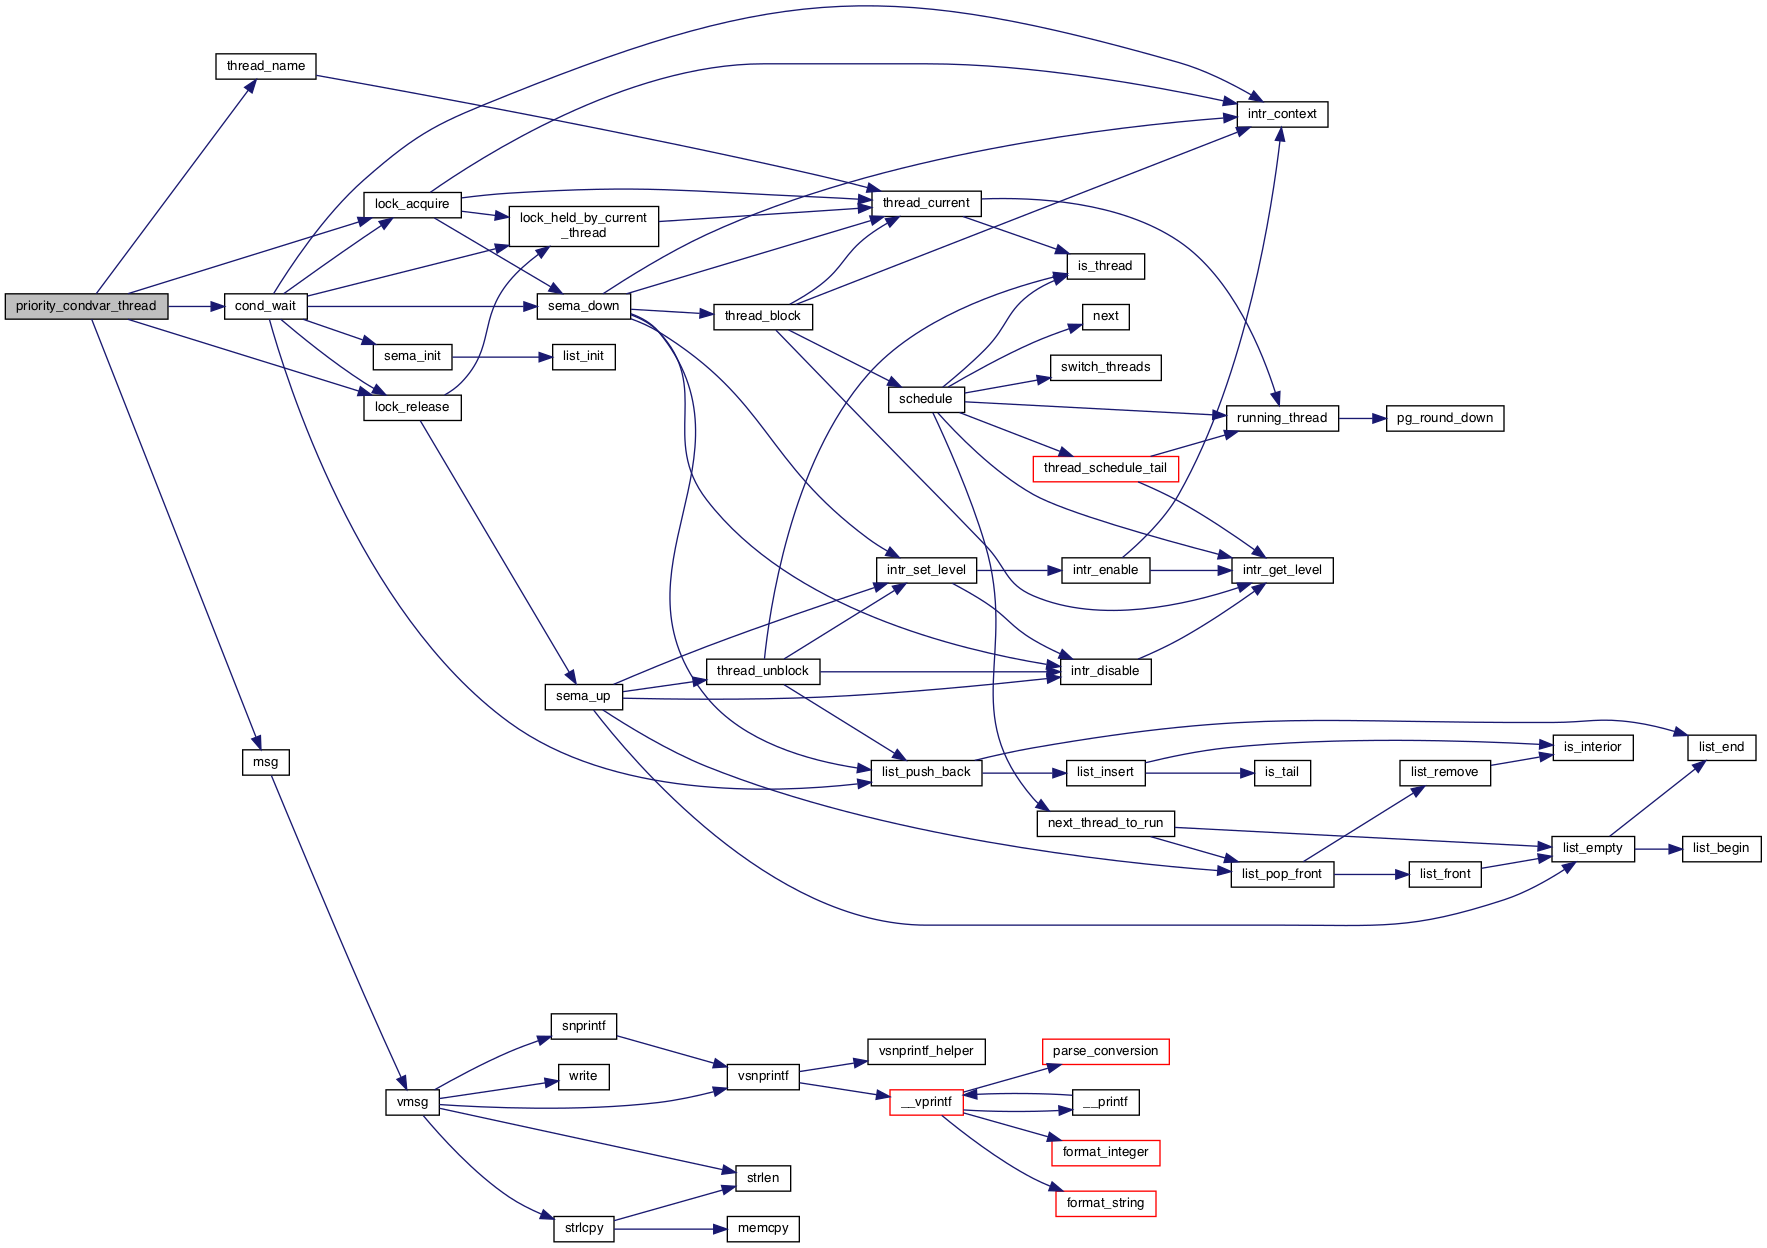 thread_name
intr_context
lock_acquire
thread_current
lock_held_by_current
_thread
is_thread
priority_condvar_thread
cond_wait
sema_down
thread_block
next
sema_init
list_init
switch_threads
schedule
lock_release
running_thread
pg_round_down
thread_schedule_tail
intr_set_level
intr_enable
intr_get_level
thread_unblock
intr_disable
sema_up
is_interior
list_end
msg
list_push_back
list_insert
is_tail
list_remove
next_thread_to_run
list_empty
list_begin
list_pop_front
list_front
snprintf
vsnprintf_helper
parse_conversion
write
vsnprintf
vmsg
__vprintf
__printf
format_integer
strlen
format_string
strlcpy
memcpy